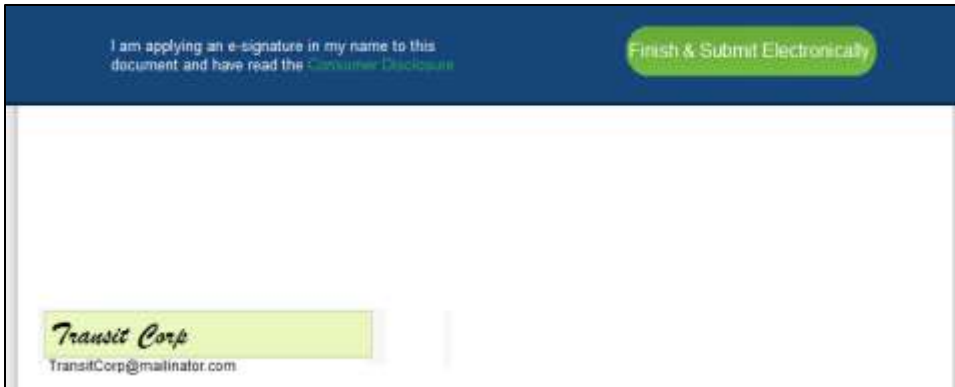 I am applying an e-signature in my name to this
document and have read the Consumer Disclosure
Finish & Submit Electronically
Transit Corp
TransitCorp@mailinator.com